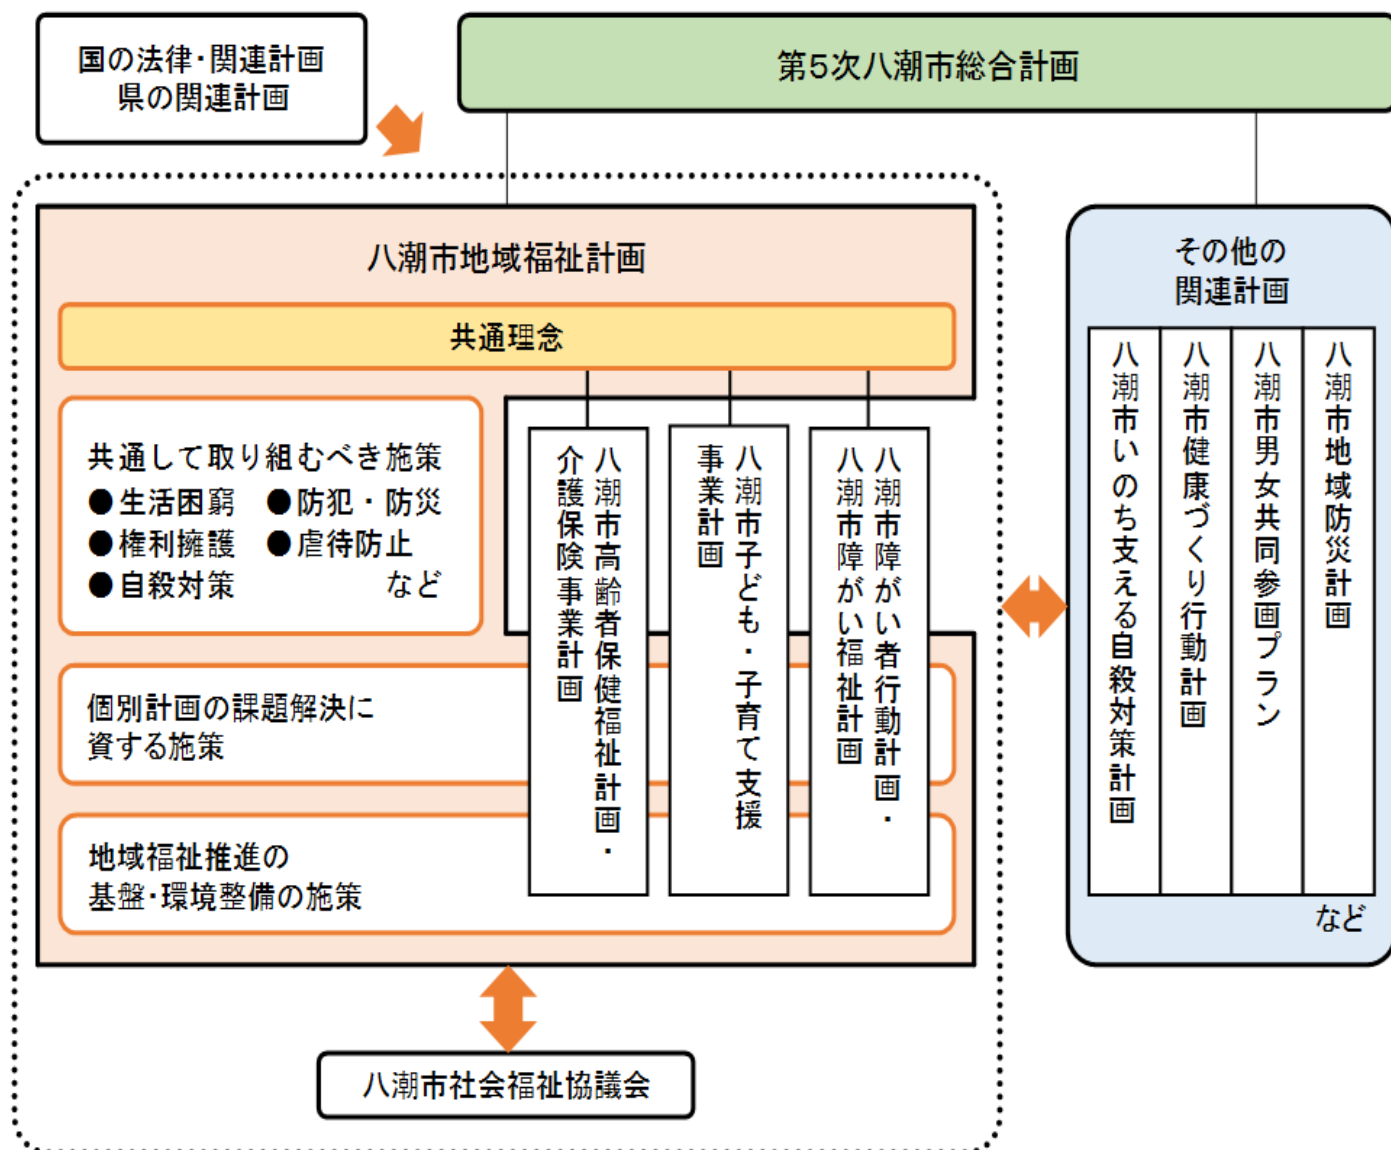 国の法律・関連計画
県の関連計画
第5次八潮市総合計画
八潮市地域福祉計画
共通理念
共通して取り組むべき施策
●生活困窮 ●防犯・防災
●権利擁護 ●虐待防止
●自殺対策 など
個別計画の課題解決に
資する施策
地域福祉推進の
基盤・環境整備の施策
八潮市高齢者保健福祉計画・
介護保険事業計画
八潮市子ども・子育て支援
事業計画
八潮市障がい者行動計画・
八潮市障がい福祉計画
その他の
関連計画
八潮市地域防災計画
八潮市男女共同参画プラン
八潮市健康づくり行動計画
八潮市いのち支える自殺対策計画
など
八潮市社会福祉協議会